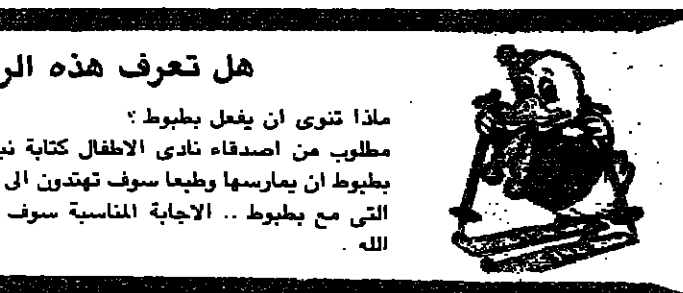 هل تعرف هذه الر
ماذا تنوى ان يفعل بطبوط ؟
مطلوب من اصدقاء نادى الاطفال كتابة نب
بطبوط ان يمارسها وطبعا سوف تهتدون الى
التى مع بطبوط .. الاجابة المناسبة سوف
الله .